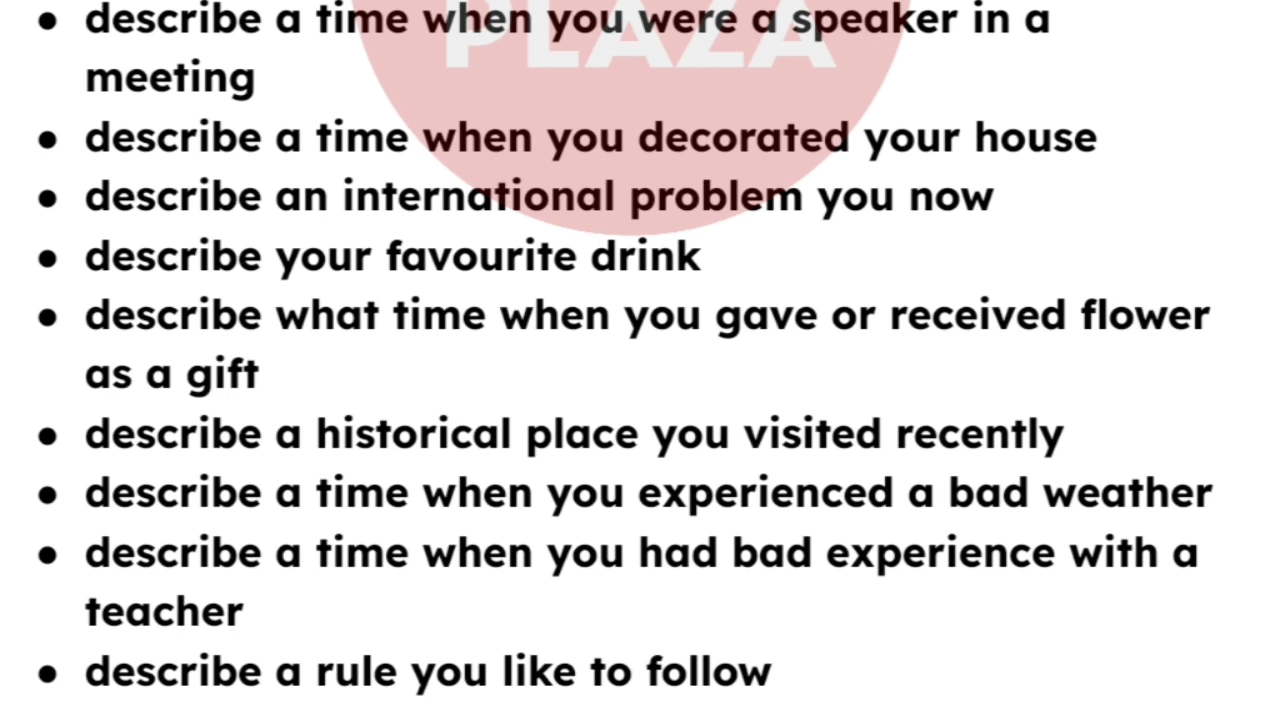 • describe a time when you were a speaker in a
meeting
• describe a time when you decorated your house
• describe an international problem you now
• describe your favourite drink
• describe what time when you gave or received flower
as a gift
• describe a historical place you visited recently
• describe a time when you experienced a bad weather
• describe a time when you had bad experience with a
teacher
• describe a rule you like to follow
PLAZA